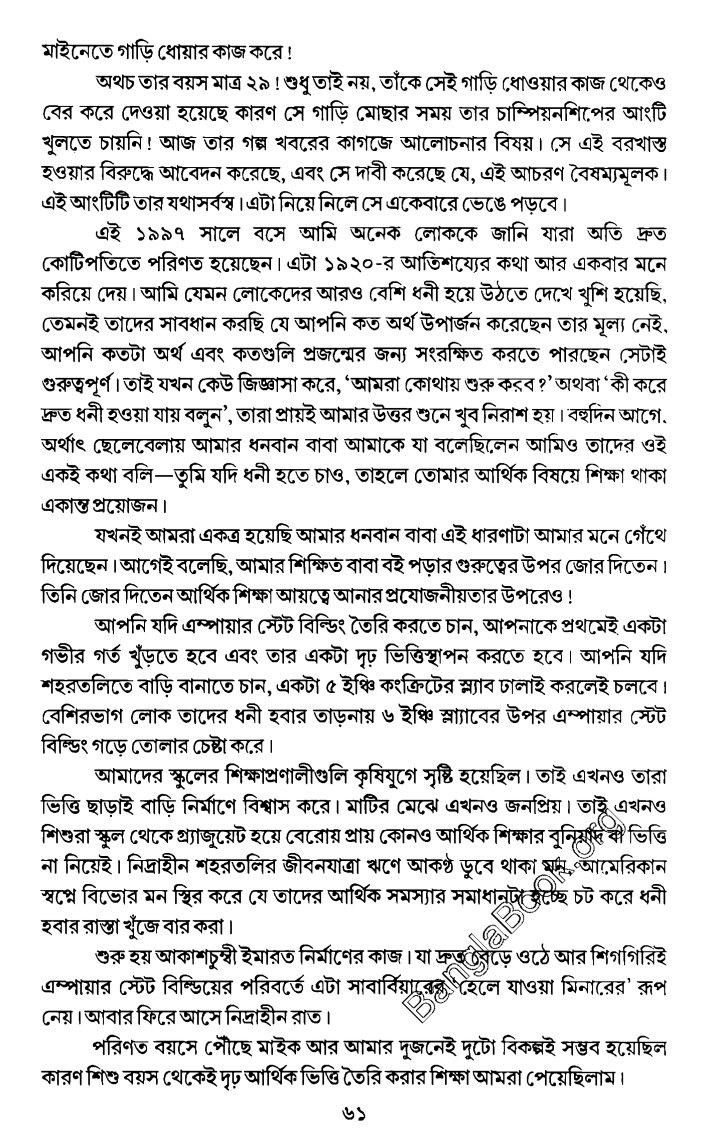 মাইনেতে গাড়ি ধোয়ার কাজ করে!
অথচ তার বয়স মাত্র ২৯! শুধু তাই নয়, তাঁকে সেই গাড়ি ধোওয়ার কাজ থেকেও
বের করে দেওয়া হয়েছে কারণ সে গাড়ি মোছার সময় তার চাম্পিয়নশিপের আংটি
খুলতে চায়নি! আজ তার গল্প খবরের কাগজে আলোচনার বিষয়। সে এই বরখাস্ত
হওয়ার বিরুদ্ধে আবেদন করেছে, এবং সে দাবী করেছে যে, এই আচরণ বৈষম্যমূলক।
এই আংটিটি তার যথাসর্বস্ব। এটা নিয়ে নিলে সে একেবারে ভেঙে পড়বে।
এই ১৯৯৭ সালে বসে আমি অনেক লোককে জানি যারা অতি দ্রুত
কোটিপতিতে পরিণত হয়েছেন। এটা ১৯২০-র আতিশয্যের কথা আর একবার মনে
করিয়ে দেয়। আমি যেমন লোকেদের আরও বেশি ধনী হয়ে উঠতে দেখে খুশি হয়েছি,
তেমনই তাদের সাবধান করছি যে আপনি কত অর্থ উপার্জন করেছেন তার মূল্য নেই,
আপনি কতটা অর্থ এবং কতগুলি প্রজন্মের জন্য সংরক্ষিত করতে পারছেন সেটাই
গুরুত্বপূর্ণ। তাই যখন কেউ জিজ্ঞাসা করে, ‘আমরা কোথায় শুরু করব?’ অথবা ‘কী করে
দ্রুত ধনী হওয়া যায় বলুন’, তারা প্রায়ই আমার উত্তর শুনে খুব নিরাশ হয়। বহুদিন আগে,
অর্থাৎ ছেলেবেলায় আমার ধনবান বাবা আমাকে যা বলেছিলেন আমিও তাদের ওই
একই কথা বলি—তুমি যদি ধনী হতে চাও, তাহলে তোমার আর্থিক বিষয়ে শিক্ষা থাকা
একান্ত প্রয়োজন।
যখনই আমরা একত্র হয়েছি আমার ধনবান বাবা এই ধারণাটা আমার মনে গেঁথে
দিয়েছেন। আগেই বলেছি, আমার শিক্ষিত বাবা বই পড়ার গুরুত্বের উপর জোর দিতেন।
তিনি জোর দিতেন আর্থিক শিক্ষা আয়ত্বে আনার প্রযোজনীয়তার উপরেও!
আপনি যদি এম্পায়ার স্টেট বিল্ডিং তৈরি করতে চান, আপনাকে প্রথমেই একটা
গভীর গর্ত খুঁড়তে হবে এবং তার একটা দৃঢ় ভিত্তিস্থাপন করতে হবে। আপনি যদি
শহরতলিতে বাড়ি বানাতে চান, একটা ৫ ইঞ্চি কংক্রিটের স্ল্যাব ঢালাই করলেই চলবে।
বেশিরভাগ লোক তাদের ধনী হবার তাড়নায় ৬ ইঞ্চি স্ল্যাবের উপর এম্পায়ার স্টেট
বিল্ডিং গড়ে তোলার চেষ্টা করে।
আমাদের স্কুলের শিক্ষাপ্রণালীগুলি কৃষিযুগে সৃষ্টি হয়েছিল। তাই এখনও তারা
ভিত্তি ছাড়াই বাড়ি নির্মাণে বিশ্বাস করে। মাটির মেঝে এখনও জনপ্রিয়। তাই এখনও
শিশুরা স্কুল থেকে গ্র্যাজুয়েট হয়ে বেরোয় প্রায় কোনও আর্থিক শিক্ষার বুনিয়াদ বা ভিত্তি
না নিয়েই। নিদ্রাহীন শহরতলির জীবনযাত্রা ঋণে আকণ্ঠ ডুবে থাকা মন, আমেরিকান
স্বপ্নে বিভোর মন স্থির করে যে তাদের আর্থিক সমস্যার সমাধানটা হচ্ছে চট করে ধনী
হবার রাস্তা খুঁজে বার করা।
শুরু হয় আকাশচুম্বী ইমারত নির্মাণের কাজ। যা দ্রুত বেড়ে ওঠে আর শিগগিরিই
এম্পায়ার স্টেট বিল্ডিয়ের পরিবর্তে এটা সাবার্বিয়ারের ‘হেলে যাওয়া মিনারের’ রূপ
নেয়। আবার ফিরে আসে নিদ্রাহীন রাত।
পরিণত বয়সে পৌঁছে মাইক আর আমার দুজনেই দুটো বিকল্পই সম্ভব হয়েছিল
কারণ শিশু বয়স থেকেই দৃঢ় আর্থিক ভিত্তি তৈরি করার শিক্ষা আমরা পেয়েছিলাম।
৬১
BanglaBook.org